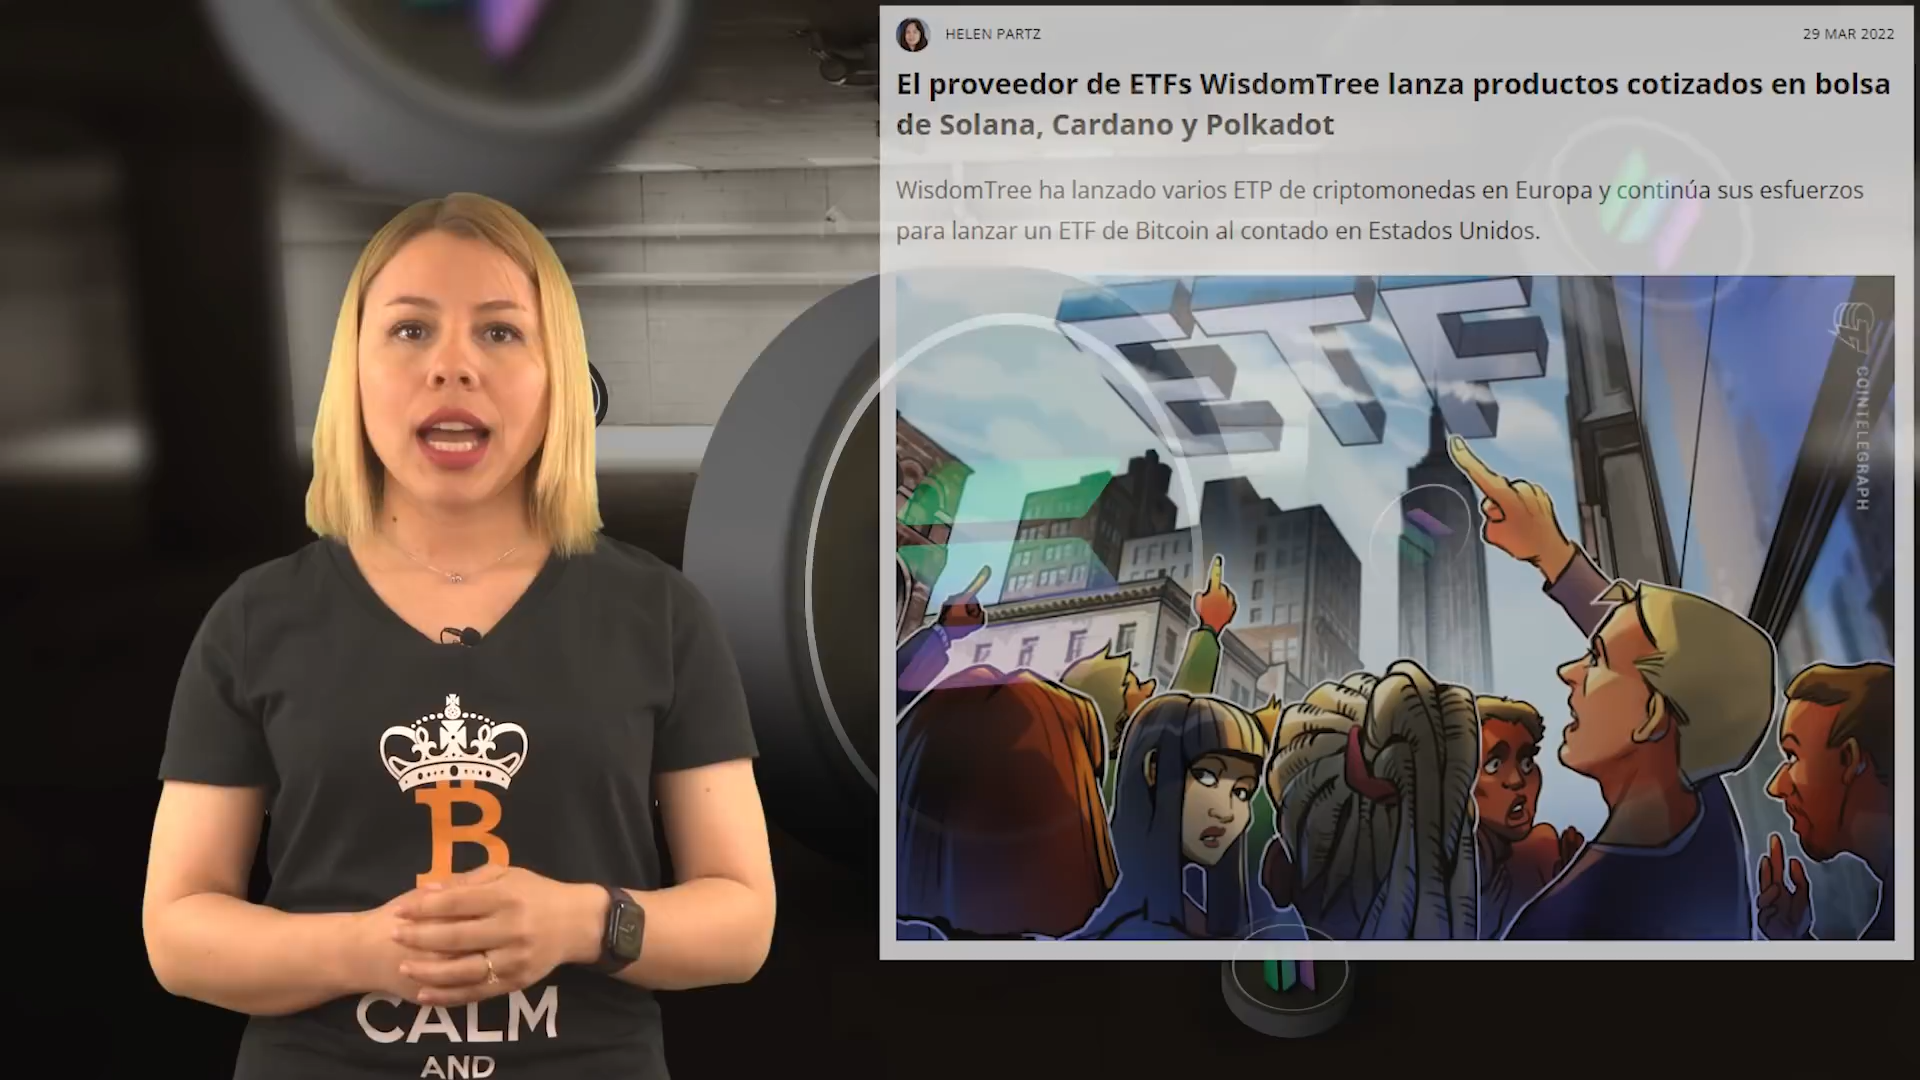 HELEN PARTZ
29 MAR 2022
El proveedor de ETFs WisdomTree lanza productos cotizados en bolsa
de Solana, Cardano y Polkadot
WisdomTree ha lanzado varios ETP de criptomonedas en Europa y continúa sus esfuerzos
para lanzar un ETF de Bitcoin al contado en Estados Unidos.
ETF
COINTELEGRAPH
B
CALM
AND